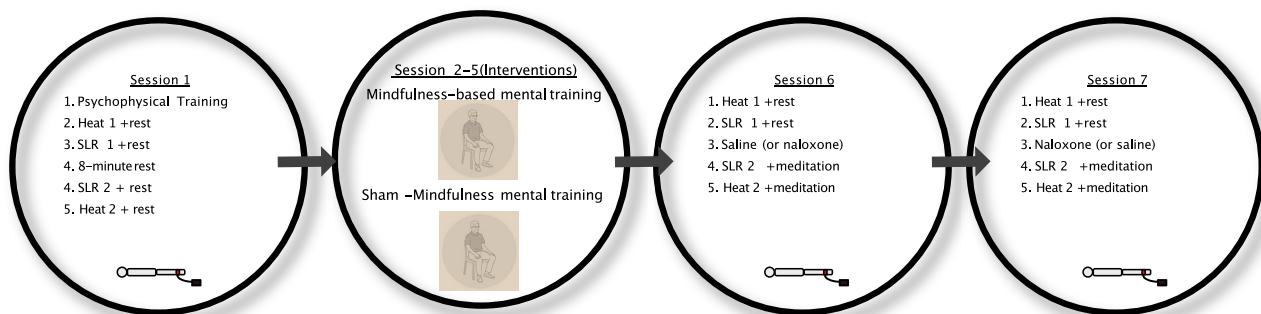 Session 1
1. Psychophysical Training
2. Heat 1 +rest
3. SLR 1 +rest
4. 8-minute rest
4. SLR 2 + rest
5. Heat 2 + rest
Session 2-5(Interventions)
Mindfulness-based mental training
Sham -Mindfulness mental training
Session 6
1. Heat 1 +rest
2. SLR 1 +rest
3. Saline (or naloxone)
4. SLR 2 +meditation
5. Heat 2 +meditation
Session 7
1. Heat 1 +rest
2. SLR 1 +rest
3. Naloxone (or saline)
4. SLR 2 +meditation
5. Heat 2 +meditation